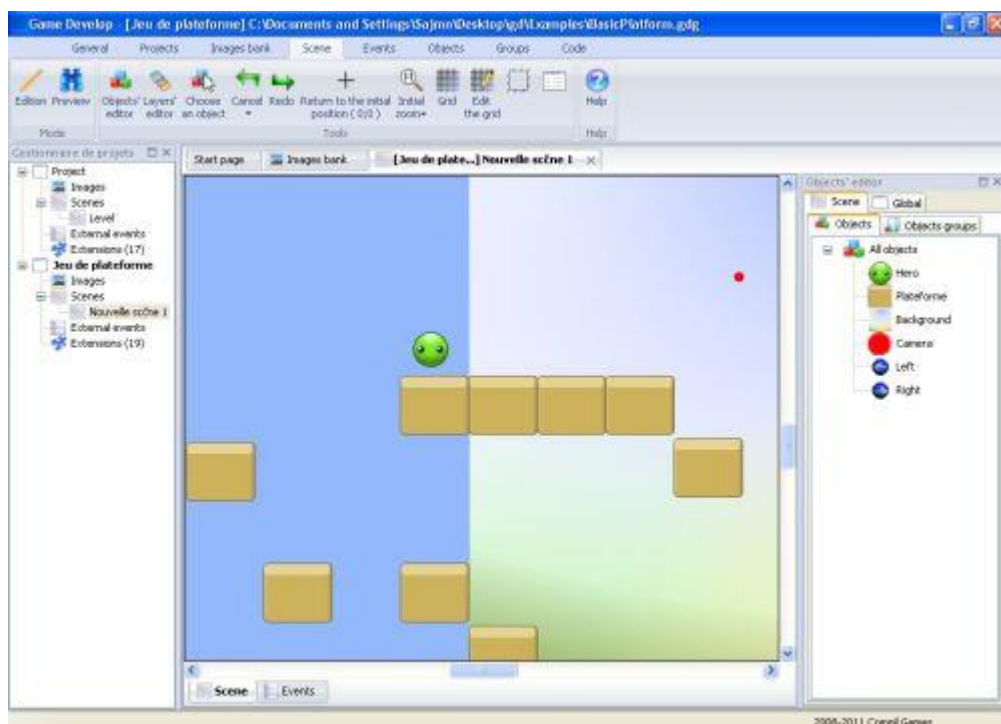 Game Develop - [Jeu de plateforme] C:\Documents and Settings\Sajmn\Desktop\gd\Examples\BasicPlatform.gdg
General Projects Images bank Scene Events Objects Groups Code
Edition Preview Objects' editor Layers' editor Choose an object Cancel Redo Return to the initial position ( 0;0 ) Initial zoom Grid Edit the grid Help
Mode Tools Help
Gestionnaire de projets
Start page Images bank [Jeu de plate...] Nouvelle scène 1
Project
Images
Scenes
Level
External events
Extensions (17)
Jeu de plateforme
Images
Scenes
Nouvelle scène 1
External events
Extensions (19)
Objects' editor
Scene Global
Objects Objects groups
All objects
Hero
Plateforme
Background
Camera
Left
Right
Scene Events
2008-2011 Compil Games